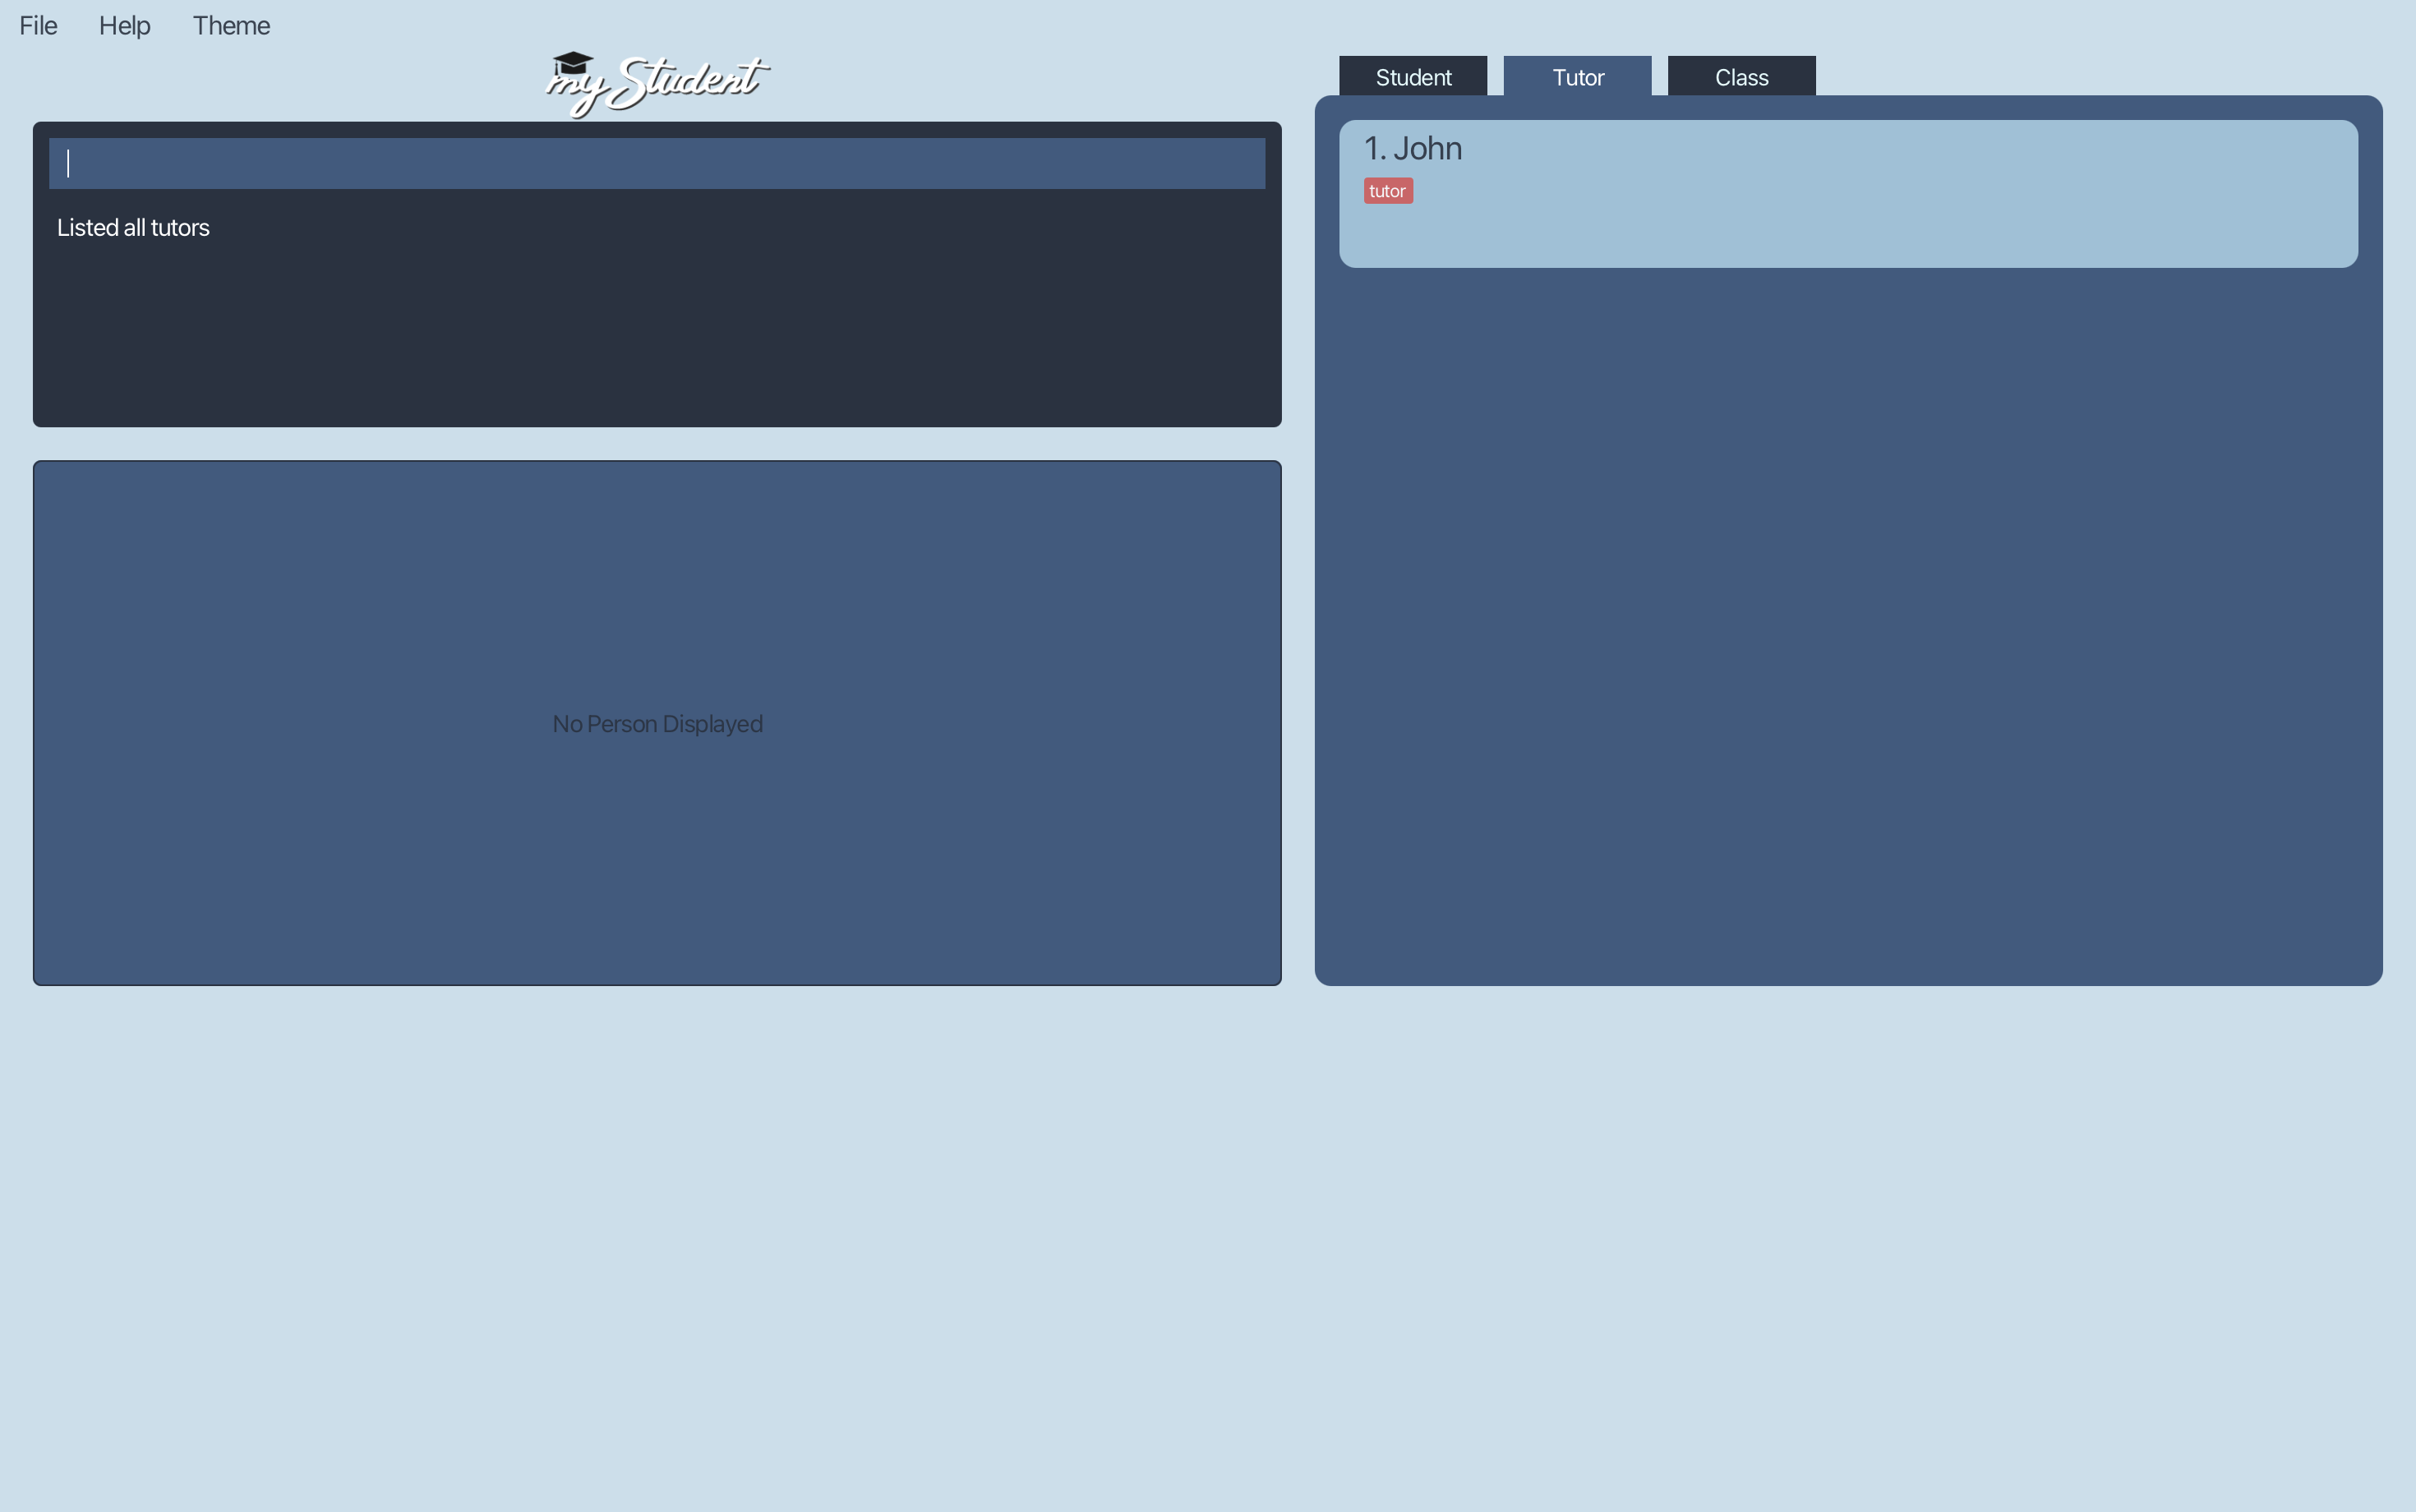 File Help Theme
myStudent
Student Tutor Class
Listed all tutors
No Person Displayed
1. John
tutor